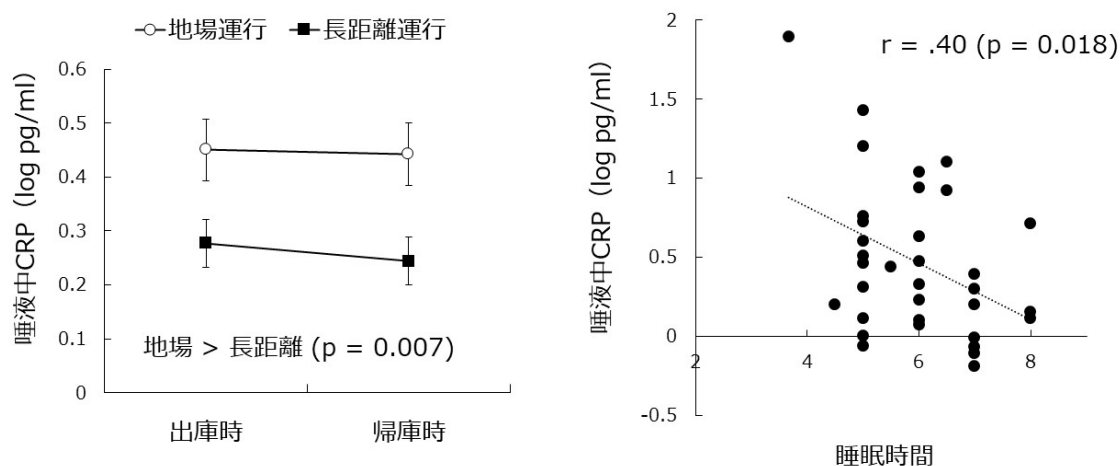 地場運行 長距離運行
唾液中CRP（log pg/ml）
0.6
0.5
0.4
0.3
0.2
0.1
0
地場 > 長距離 (p = 0.007)
出庫時 帰庫時
r = .40 (p = 0.018)
唾液中CRP（log pg/ml）
2
1.5
1
0.5
0
-0.5
2 4 6 8
睡眠時間